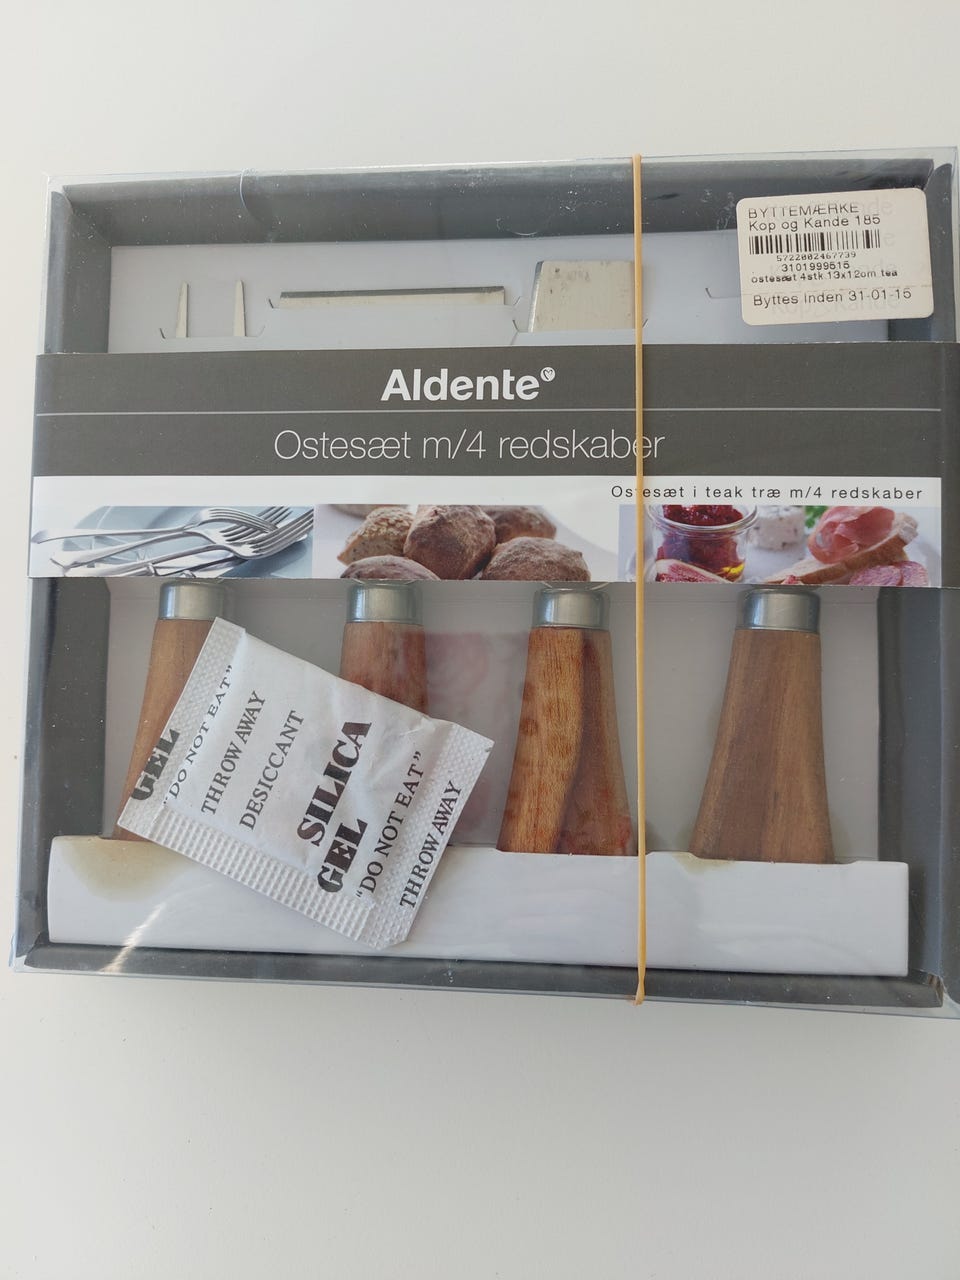 BYTTEMÆRKE
Kop og Kande 185
5722802467739
3101999515
ostesæt 4stk 13x12cm tea
Byttes inden 31-01-15
Aldente
Ostesæt m/4 redskaber
Ostesæt i teak træ m/4 redskaber
GEL
"DO NOT EAT"
THROW AWAY
DESICCANT
SILICA
GEL
"DO NOT EAT"
THROW AWAY